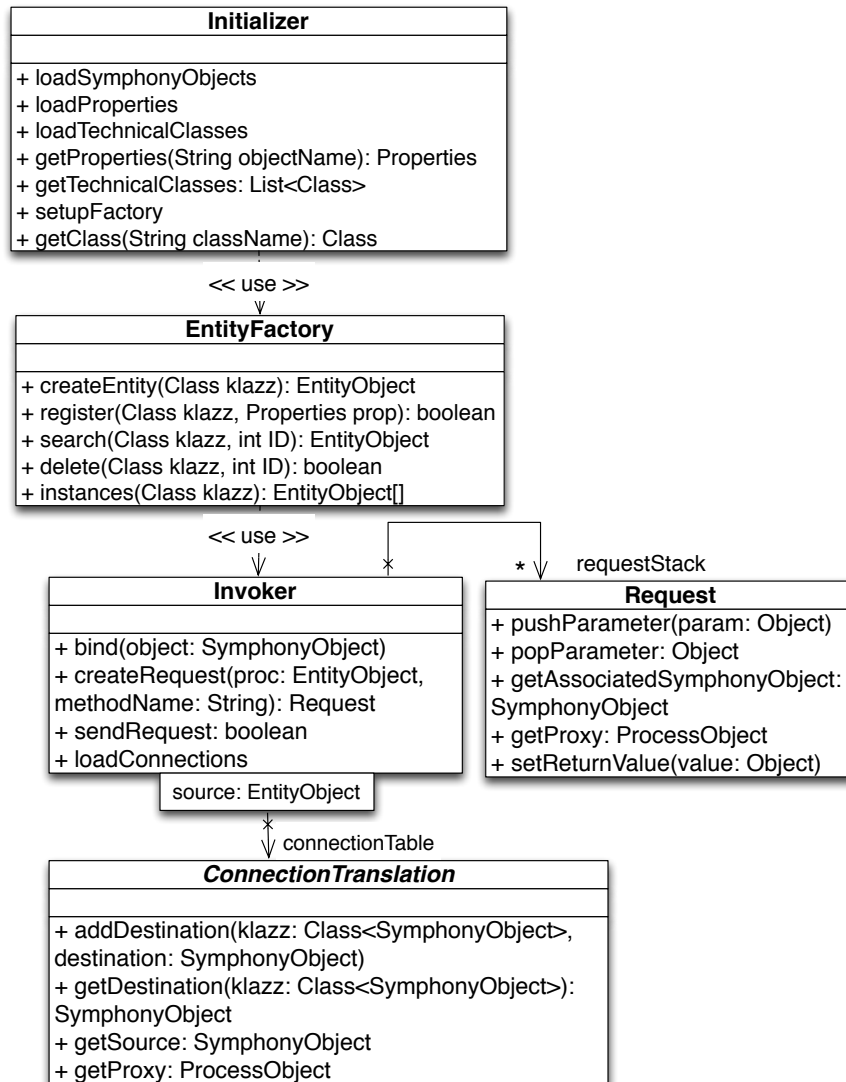 Initializer
+ loadSymphonyObjects
+ loadProperties
+ loadTechnicalClasses
+ getProperties(String objectName): Properties
+ getTechnicalClasses: List<Class>
+ setupFactory
+ getClass(String className): Class
<< use >>
EntityFactory
+ createEntity(Class klazz): EntityObject
+ register(Class klazz, Properties prop): boolean
+ search(Class klazz, int ID): EntityObject
+ delete(Class klazz, int ID): boolean
+ instances(Class klazz): EntityObject[]
<< use >>
* requestStack
Invoker
+ bind(object: SymphonyObject)
+ createRequest(proc: EntityObject,
methodName: String): Request
+ sendRequest: boolean
+ loadConnections
source: EntityObject
Request
+ pushParameter(param: Object)
+ popParameter: Object
+ getAssociatedSymphonyObject:
SymphonyObject
+ getProxy: ProcessObject
+ setReturnValue(value: Object)
connectionTable
ConnectionTranslation
+ addDestination(klazz: Class<SymphonyObject>,
destination: SymphonyObject)
+ getDestination(klazz: Class<SymphonyObject>):
SymphonyObject
+ getSource: SymphonyObject
+ getProxy: ProcessObject